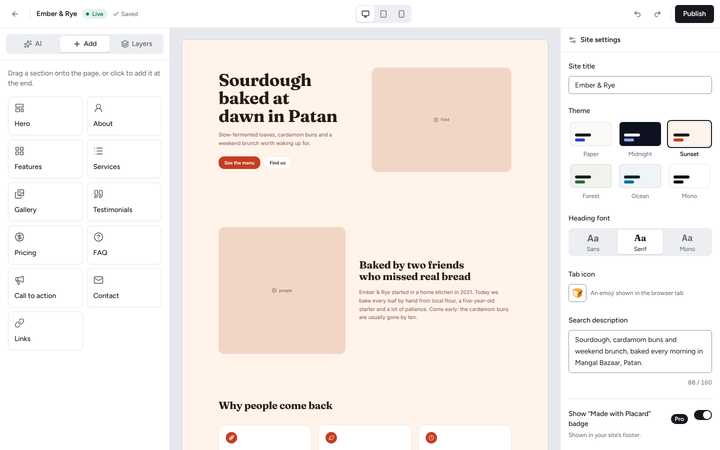 Ember & Rye
Live
Saved
Publish
AI
Add
Layers
Drag a section onto the page, or click to add it at
the end.
Hero
About
Features
Services
Gallery
Testimonials
Pricing
FAQ
Call to action
Contact
Links
Sourdough
baked at
dawn in Patan
Slow-fermented loaves, cardamom buns and a
weekend brunch worth waking up for.
See the menu
Find us
food
people
Baked by two friends
who missed real bread
Ember & Rye started in a home kitchen in 2021. Today we
bake every loaf by hand from local flour, a five-year-old
starter and a lot of patience. Come early: the cardamom buns
are usually gone by ten.
Why people come back
Site settings
Site title
Ember & Rye
Theme
Paper
Midnight
Sunset
Forest
Ocean
Mono
Heading font
Aa
Sans
Aa
Serif
Aa
Mono
Tab icon
An emoji shown in the browser tab
Search description
Sourdough, cardamom buns and
weekend brunch, baked every morning in
Mangal Bazaar, Patan.
88 / 160
Show "Made with Placard"
badge
Pro
Shown in your site's footer.